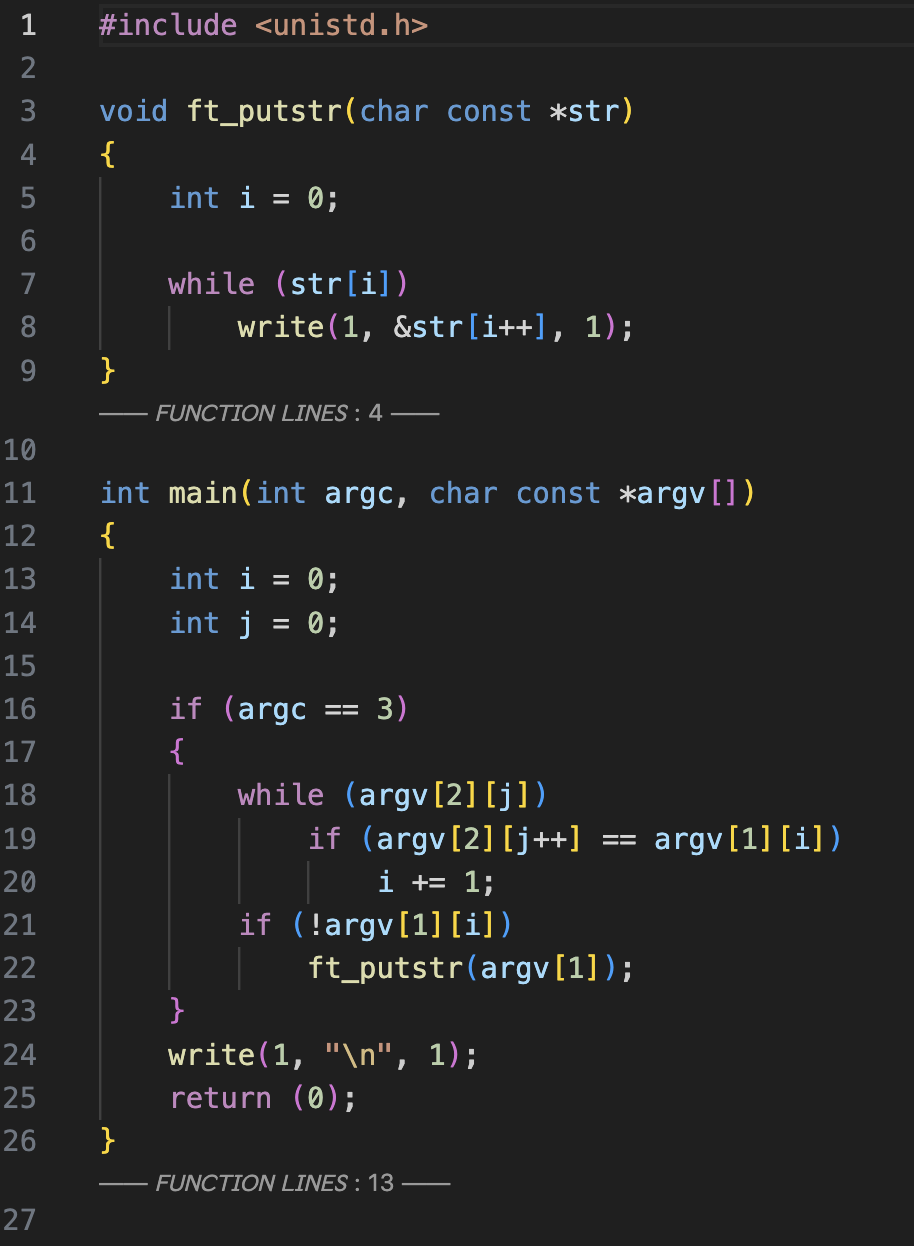 1 #include <unistd.h>
2
3 void ft_putstr(char const *str)
4 {
5     int i = 0;
6
7     while (str[i])
8         write(1, &str[i++], 1);
9 }
—— FUNCTION LINES : 4 ——
10
11 int main(int argc, char const *argv[])
12 {
13     int i = 0;
14     int j = 0;
15
16     if (argc == 3)
17     {
18         while (argv[2][j])
19             if (argv[2][j++] == argv[1][i])
20                 i += 1;
21         if (!argv[1][i])
22             ft_putstr(argv[1]);
23     }
24     write(1, "\n", 1);
25     return (0);
26 }
—— FUNCTION LINES : 13 ——
27